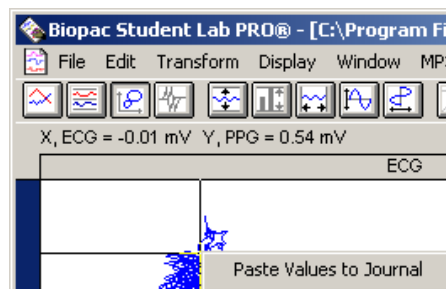 Biopac Student Lab PRO® - [C:\Program Fi
File Edit Transform Display Window MP
X, ECG = -0.01 mV Y, PPG = 0.54 mV
ECG
Paste Values to Journal